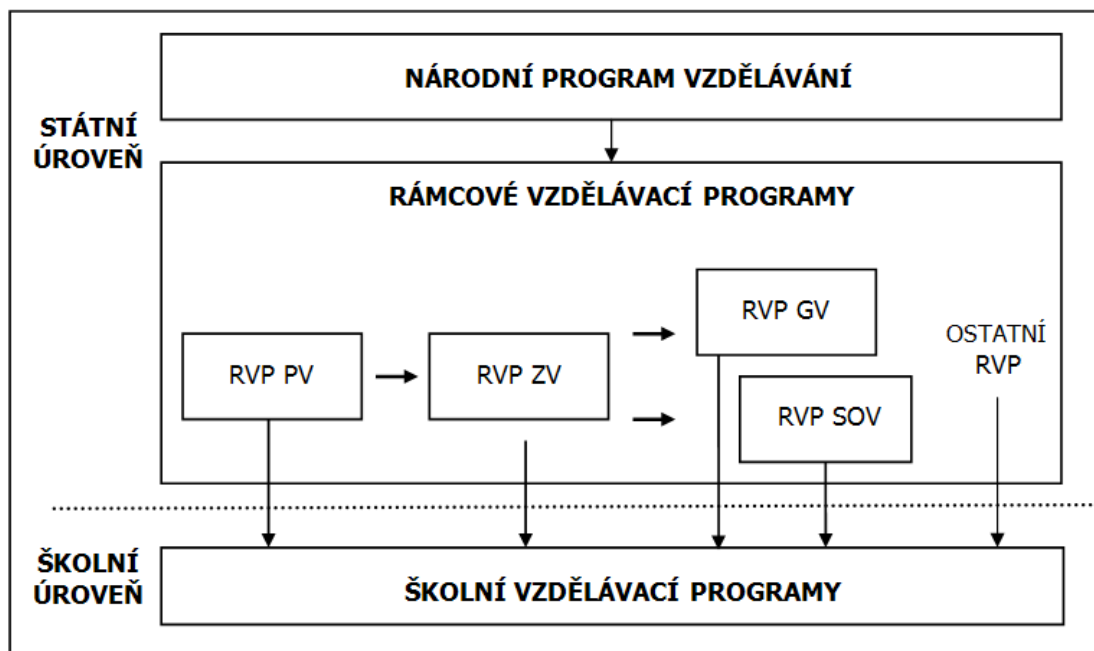 NÁRODNÍ PROGRAM VZDĚLÁVÁNÍ
STÁTNÍ
ÚROVEŇ
RÁMCOVÉ VZDĚLÁVACÍ PROGRAMY
RVP PV
RVP ZV
RVP GV
RVP SOV
OSTATNÍ
RVP
ŠKOLNÍ
ÚROVEŇ
ŠKOLNÍ VZDĚLÁVACÍ PROGRAMY